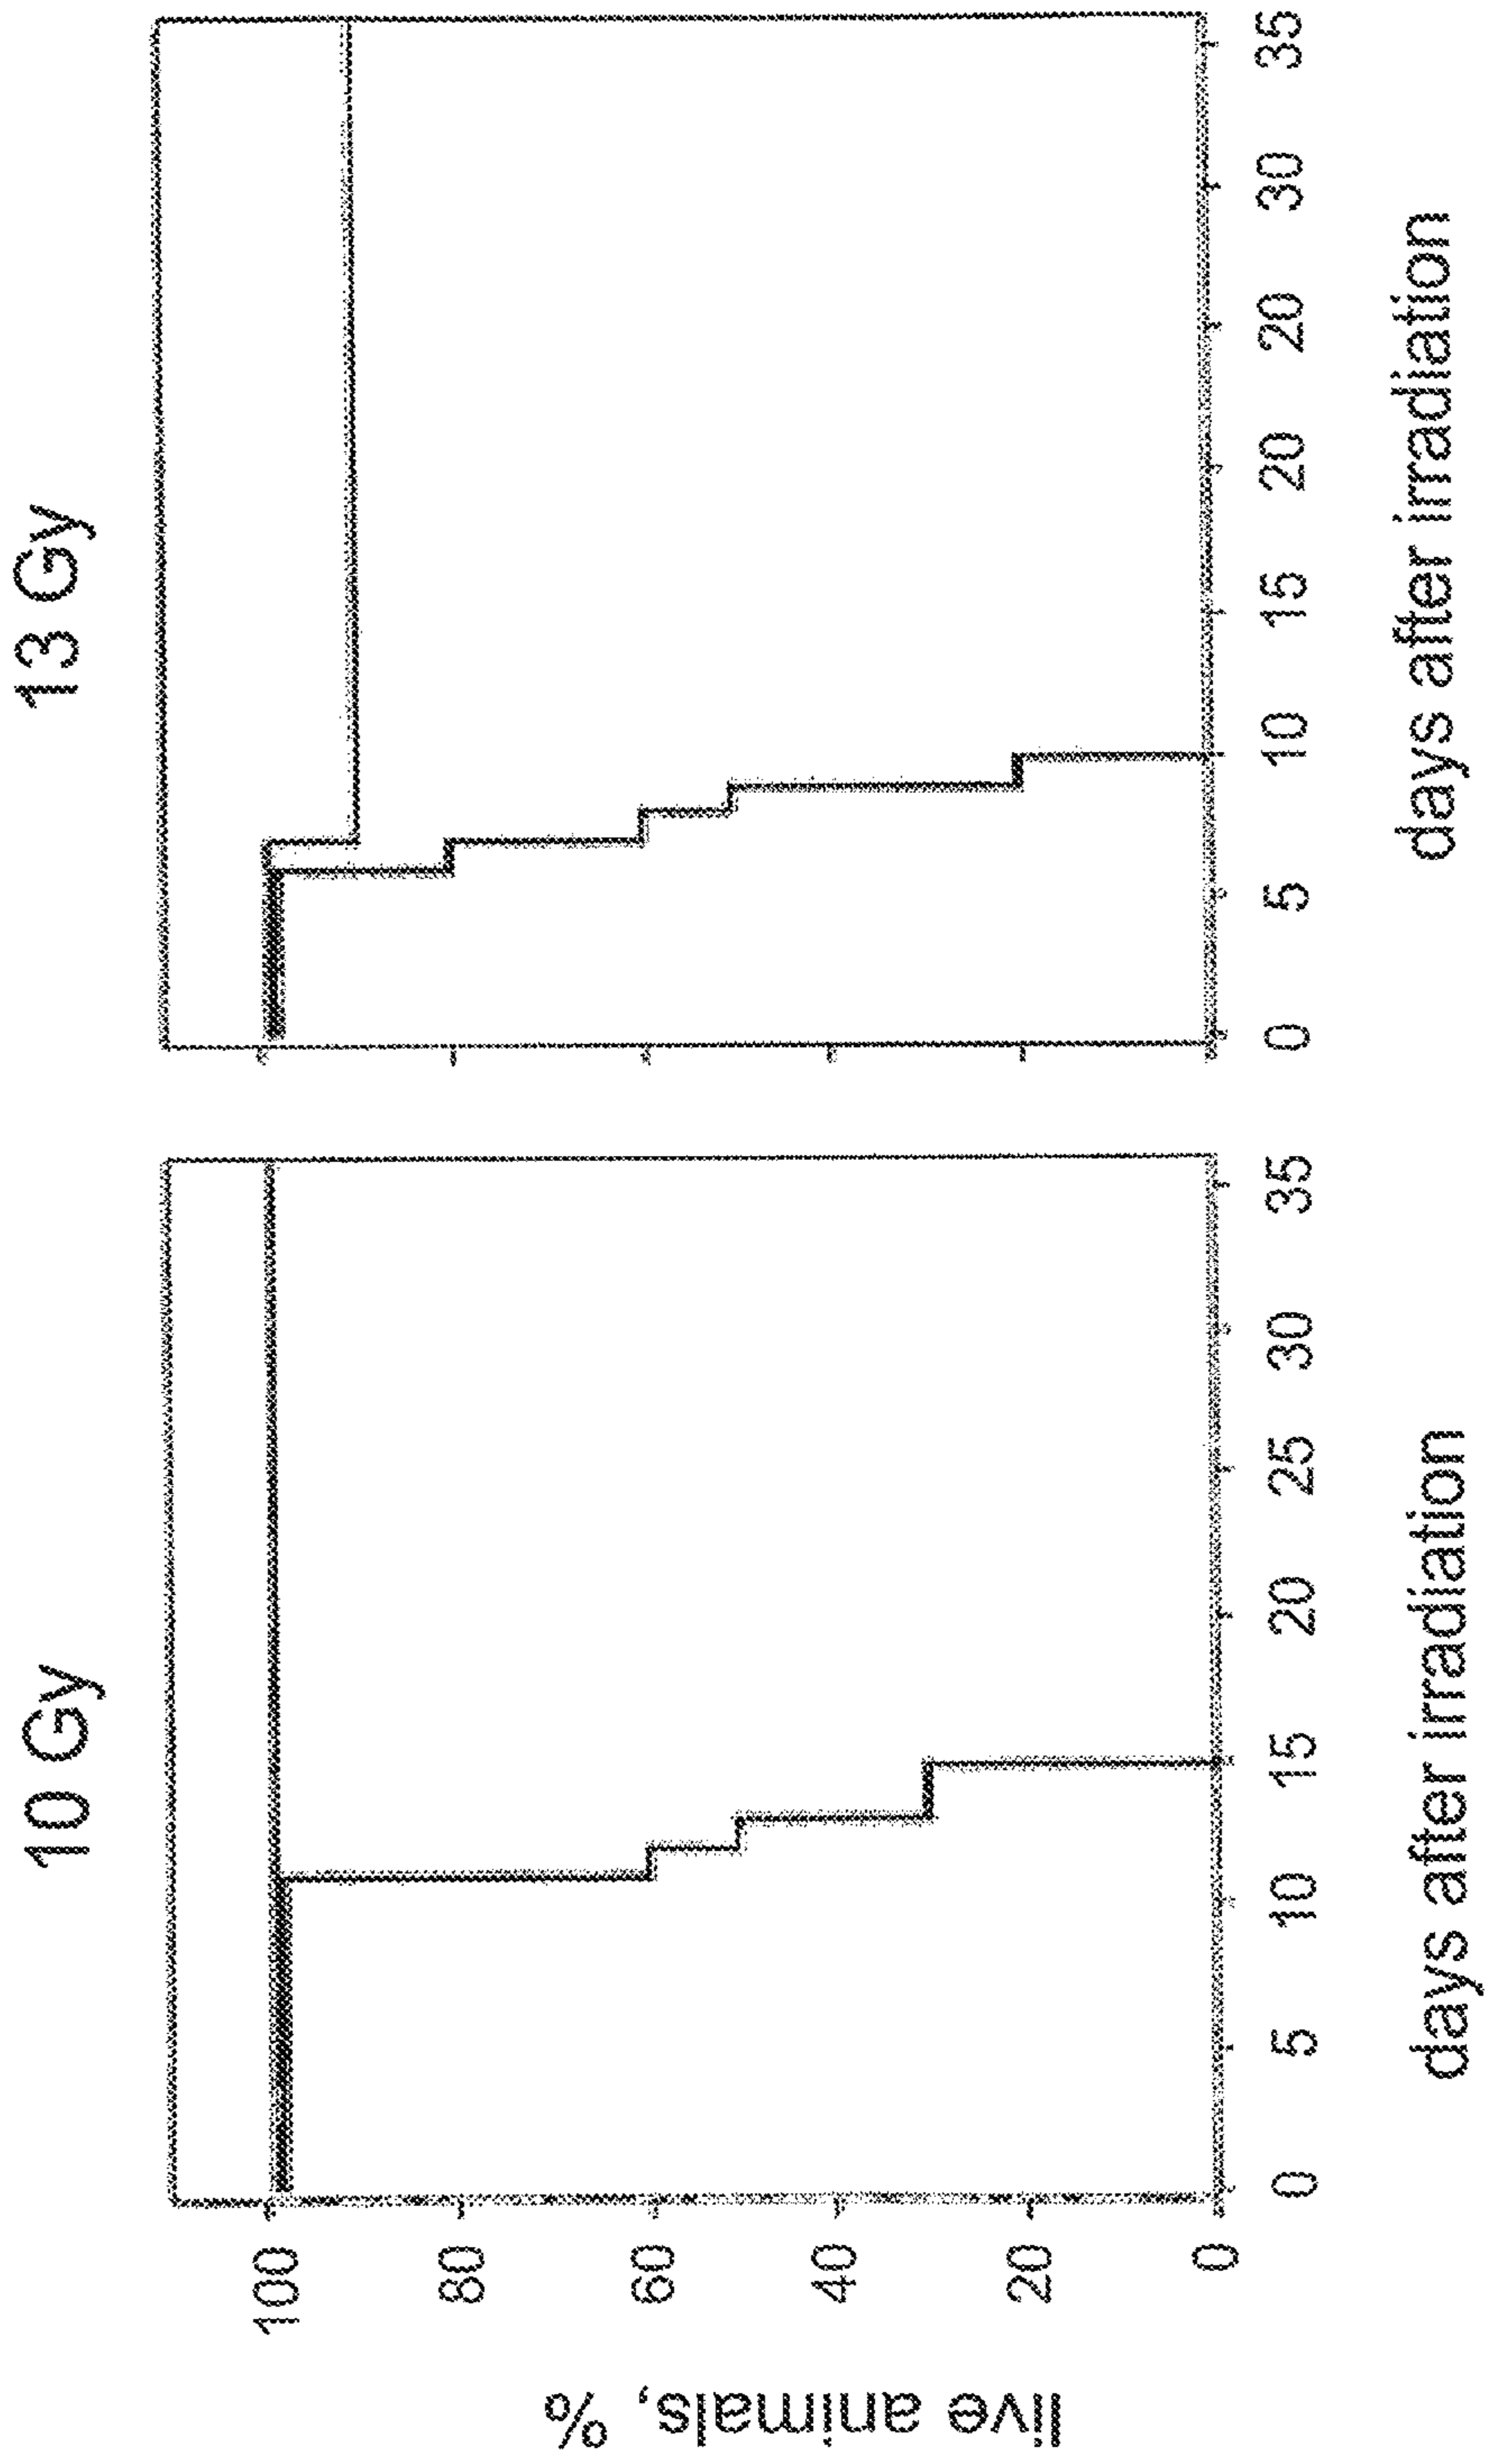 10 Gy
13 Gy
live animals, %
100
80
60
40
20
0
0 5 10 15 20 25 30 35
0 5 10 15 20 20 30 35
days after irradiation
days after irradiation